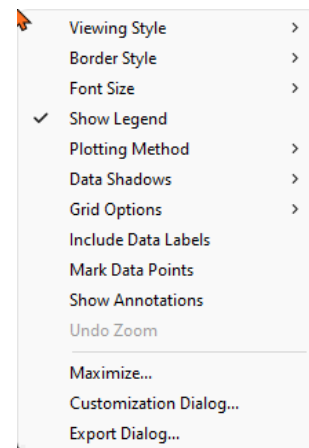 Viewing Style
Border Style
Font Size
Show Legend
Plotting Method
Data Shadows
Grid Options
Include Data Labels
Mark Data Points
Show Annotations
Undo Zoom
Maximize...
Customization Dialog...
Export Dialog...